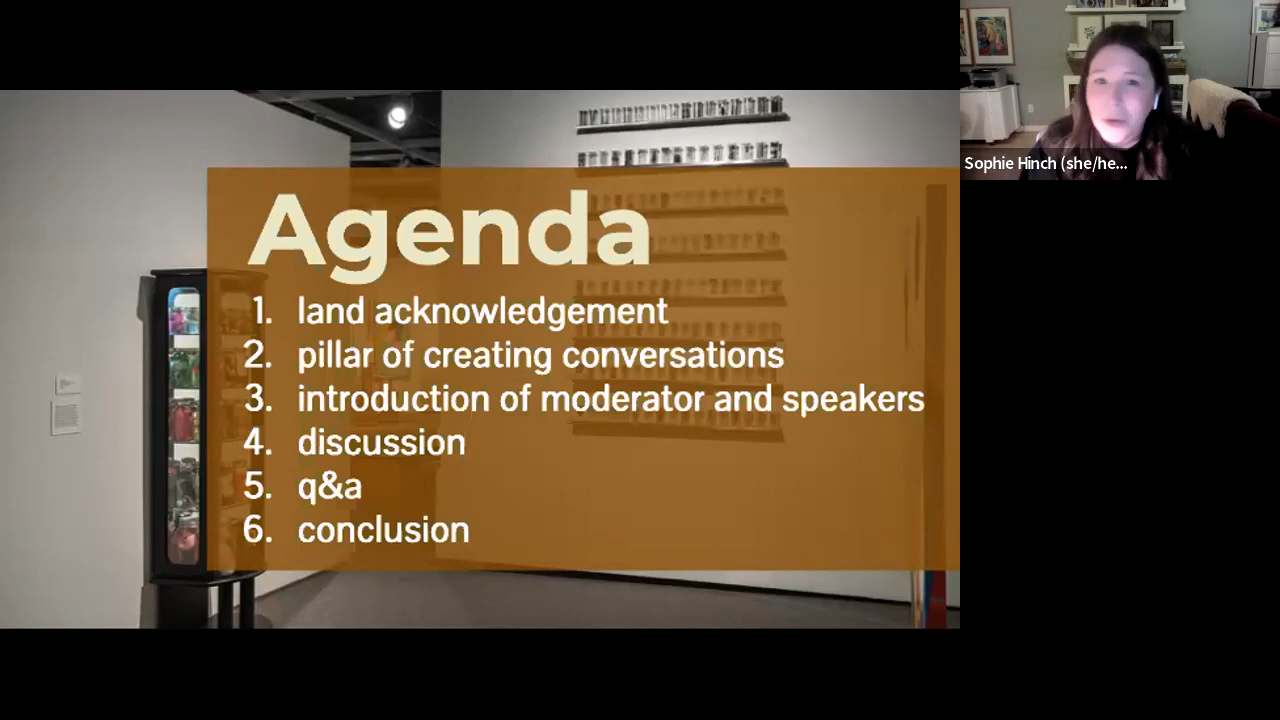 Agenda
1. land acknowledgement
2. pillar of creating conversations
3. introduction of moderator and speakers
4. discussion
5. q&a
6. conclusion
Sophie Hinch (she/he...